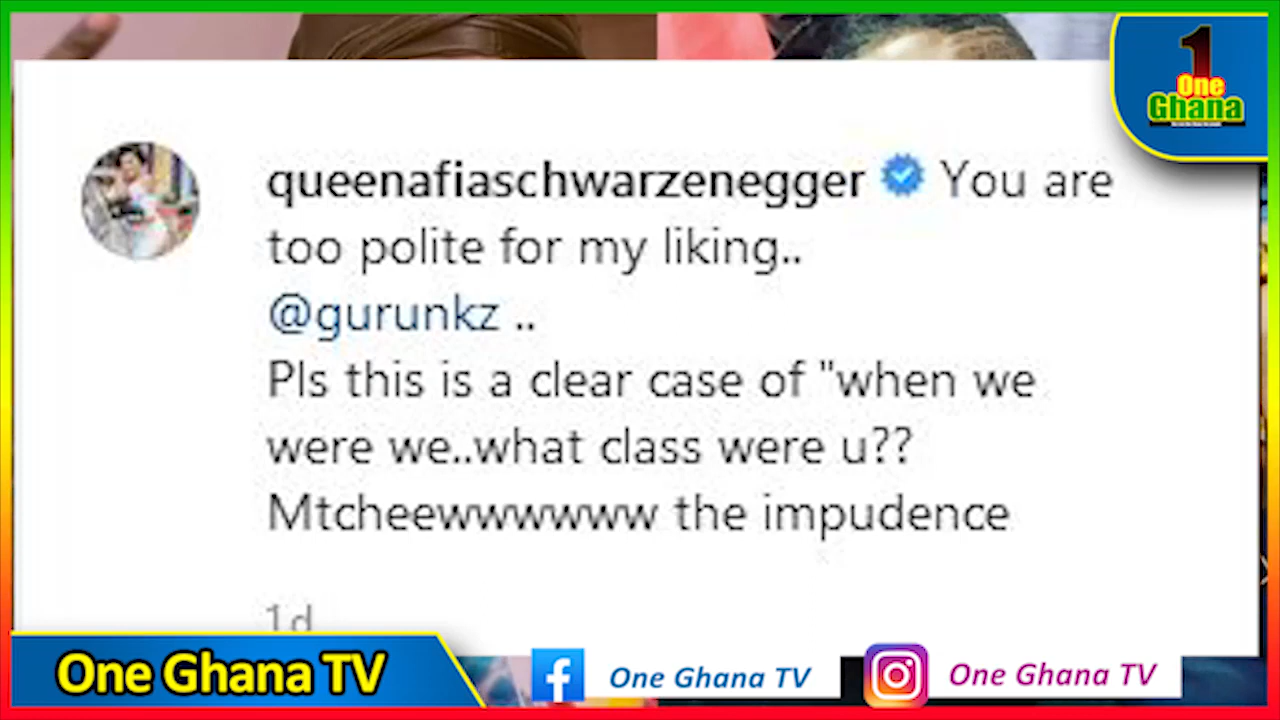 1
One
Ghana
queenafiaschwarzenegger You are
too polite for my liking..
@gurunkz ..
Pls this is a clear case of "when we
were we..what class were u??
Mtcheewwwwwww the impudence
1d
One Ghana TV
One Ghana TV
One Ghana TV